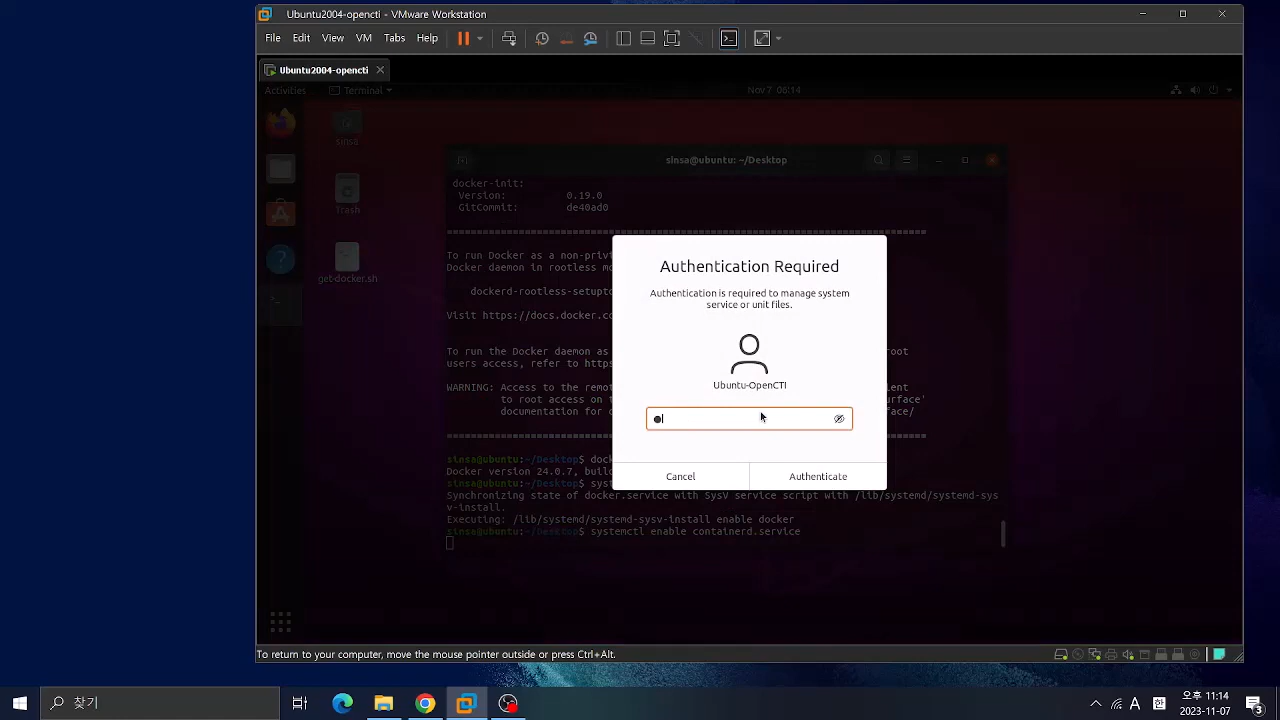 Ubuntu2004-opencti - VMware Workstation
File Edit View VM Tabs Help
Ubuntu2004-opencti
Activities Terminal Nov 7 08:14
sinsa
Trash
get-docker.sh
sinsa@ubuntu: ~/Desktop
docker-init:
Version: 0.19.0
GitCommit: de40ad0
================================================================================
To run Docker as a non-privi
Docker daemon in rootless mo
dockerd-rootless-setupto
Visit https://docs.docker.co
To run the Docker daemon as root
users access, refer to https
WARNING: Access to the remot
to root access on t urface'
documentation for d rface/
================================================================================
sinsa@ubuntu:~/Desktop$ doc
Docker version 24.0.7, build
sinsa@ubuntu:~/Desktop$ syst
Synchronizing state of docker.service with SysV service script with /lib/systemd/systemd-sys
v-install.
Executing: /lib/systemd/systemd-sysv-install enable docker
sinsa@ubuntu:~/Desktop$ systemctl enable containerd.service
Authentication Required
Authentication is required to manage system
service or unit files.
Ubuntu-OpenCTI
Cancel Authenticate
To return to your computer, move the mouse pointer outside or press Ctrl+Alt.
찾기
A 한 오후 11:14
2023-11-07
3